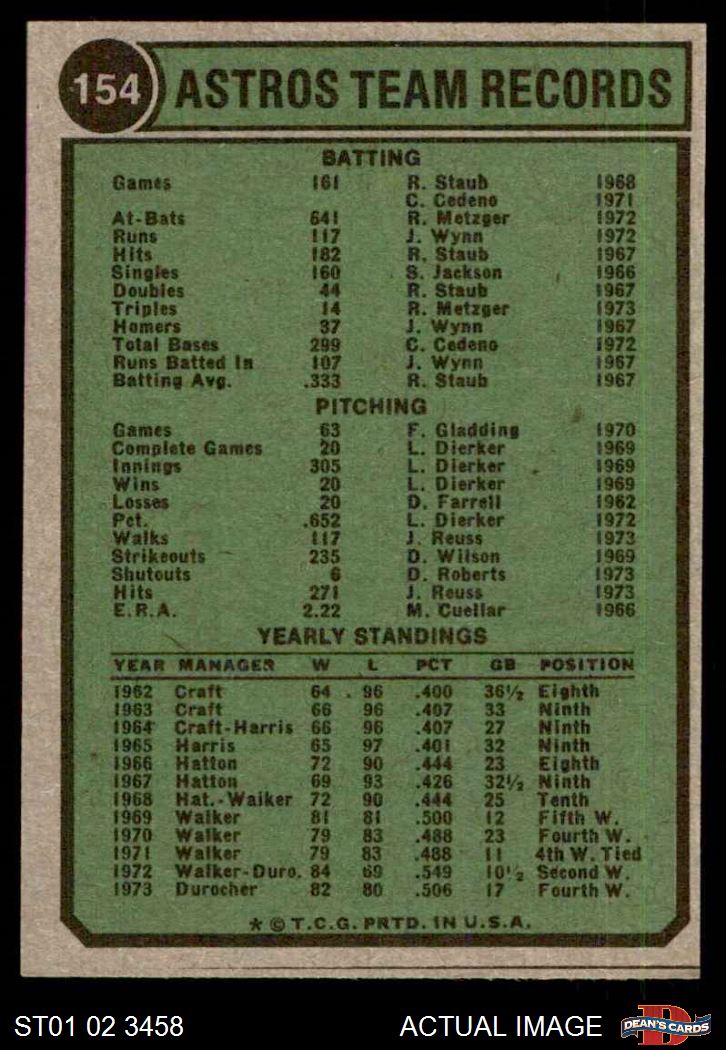 154 ASTROS TEAM RECORDS
BATTING
Games 161 R. Staub 1968
C. Cedeno 1971
At-Bats 641 R. Metzger 1972
Runs 117 J. Wynn 1972
Hits 182 R. Staub 1967
Singles 160 S. Jackson 1966
Doubles 44 R. Staub 1967
Triples 14 R. Metzger 1973
Homers 37 J. Wynn 1967
Total Bases 299 C. Cedeno 1972
Runs Batted In 107 J. Wynn 1967
Batting Avg. .333 R. Staub 1967
PITCHING
Games 63 F. Gladding 1970
Complete Games 20 L. Dierker 1969
Innings 305 L. Dierker 1969
Wins 20 L. Dierker 1969
Losses 20 D. Farrell 1962
Pct. .652 L. Dierker 1972
Walks 117 J. Reuss 1973
Strikeouts 235 D. Wilson 1969
Shutouts 6 D. Roberts 1973
Hits 271 J. Reuss 1973
E.R.A. 2.22 M. Cuellar 1966
YEARLY STANDINGS
YEAR MANAGER W L PCT GB POSITION
1962 Craft 64 96 .400 36½ Eighth
1963 Craft 66 96 .407 33 Ninth
1964 Craft-Harris 66 96 .407 27 Ninth
1965 Harris 65 97 .401 32 Ninth
1966 Hatton 72 90 .444 23 Eighth
1967 Hatton 69 93 .426 32½ Ninth
1968 Hat.-Walker 72 90 .444 25 Tenth
1969 Walker 81 81 .500 12 Fifth W.
1970 Walker 79 83 .488 23 Fourth W.
1971 Walker 79 83 .488 11 4th W. Tied
1972 Walker-Duro. 84 69 .549 10½ Second W.
1973 Durocher 82 80 .506 17 Fourth W.
* © T.C.G. PRTD. IN U.S.A.
ST01 02 3458 ACTUAL IMAGE D DEAN'S CARDS